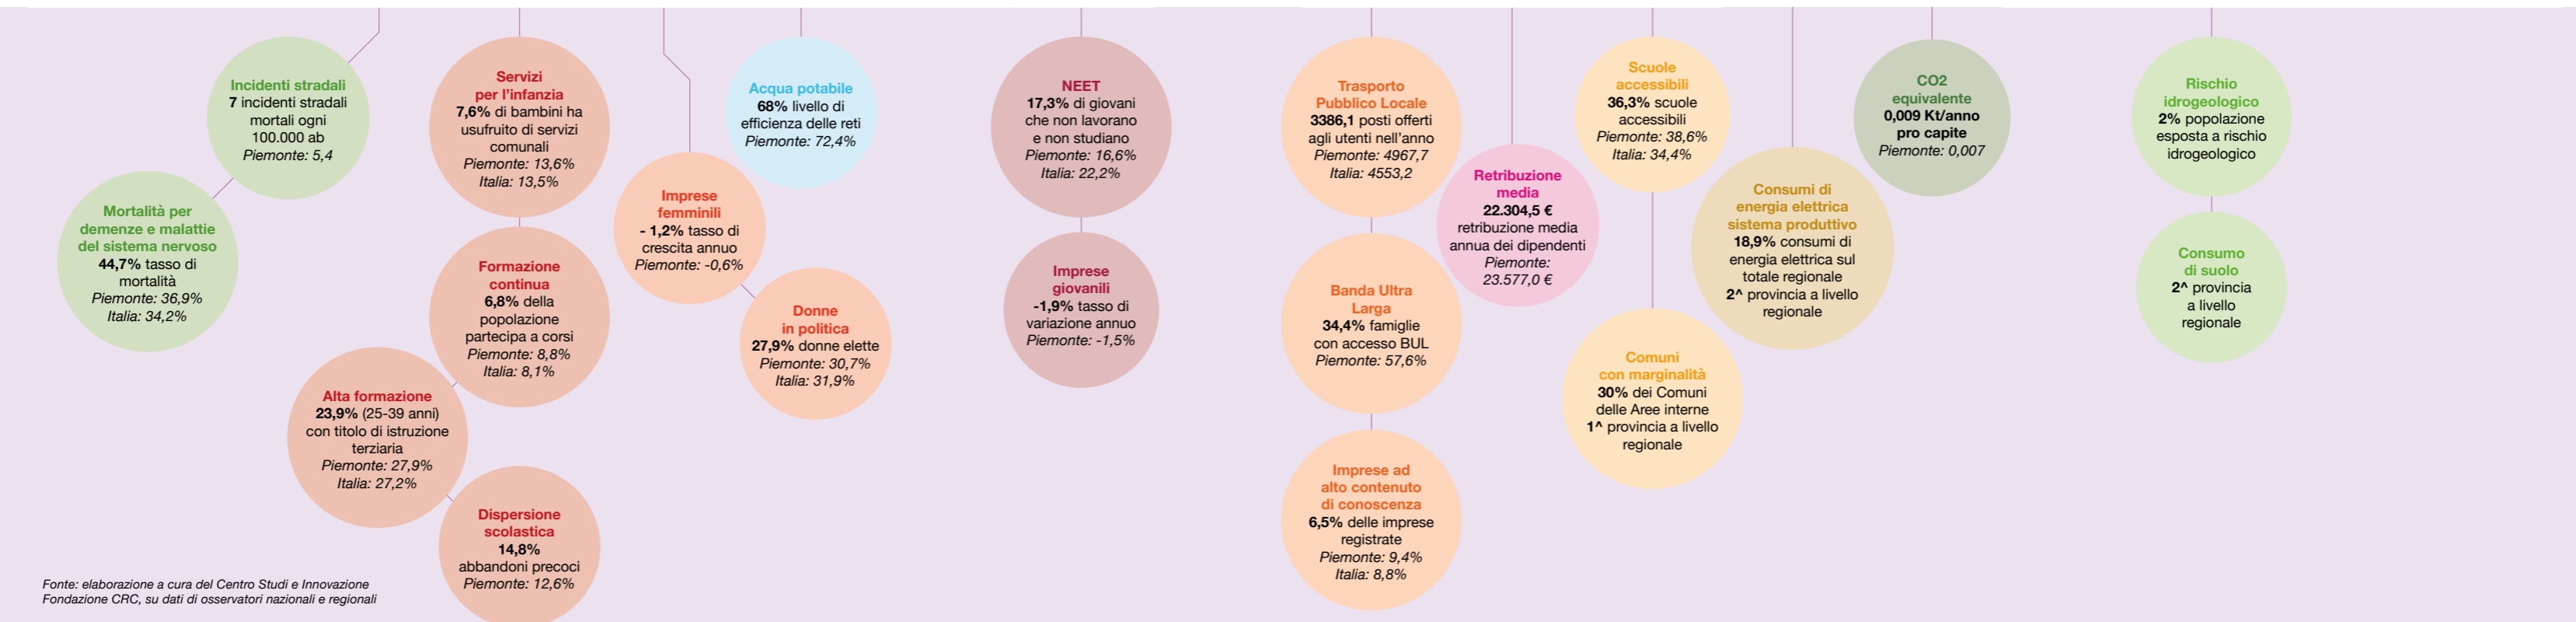 Incidenti stradali
7 incidenti stradali
mortali ogni
100.000 ab
Piemonte: 5,4
Mortalità per
demenze e malattie
del sistema nervoso
44,7% tasso di
mortalità
Piemonte: 36,9%
Italia: 34,2%
Servizi
per l'infanzia
7,6% di bambini ha
usufruito di servizi
comunali
Piemonte: 13,6%
Italia: 13,5%
Formazione
continua
6,8% della
popolazione
partecipa a corsi
Piemonte: 8,8%
Italia: 8,1%
Alta formazione
23,9% (25-39 anni)
con titolo di istruzione
terziaria
Piemonte: 27,9%
Italia: 27,2%
Dispersione
scolastica
14,8%
abbandoni precoci
Piemonte: 12,6%
Imprese
femminili
- 1,2% tasso di
crescita annuo
Piemonte: -0,6%
Donne
in politica
27,9% donne elette
Piemonte: 30,7%
Italia: 31,9%
Acqua potabile
68% livello di
efficienza delle reti
Piemonte: 72,4%
NEET
17,3% di giovani
che non lavorano
e non studiano
Piemonte: 16,6%
Italia: 22,2%
Imprese
giovanili
-1,9% tasso di
variazione annuo
Piemonte: -1,5%
Trasporto
Pubblico Locale
3386,1 posti offerti
agli utenti nell'anno
Piemonte: 4967,7
Italia: 4553,2
Banda Ultra
Larga
34,4% famiglie
con accesso BUL
Piemonte: 57,6%
Imprese ad
alto contenuto
di conoscenza
6,5% delle imprese
registrate
Piemonte: 9,4%
Italia: 8,8%
Retribuzione
media
22.304,5 €
retribuzione media
annua dei dipendenti
Piemonte:
23.577,0 €
Scuole
accessibili
36,3% scuole
accessibili
Piemonte: 38,6%
Italia: 34,4%
Comuni
con marginalità
30% dei Comuni
delle Aree interne
1^ provincia a livello
regionale
Consumi di
energia elettrica
sistema produttivo
18,9% consumi di
energia elettrica sul
totale regionale
2^ provincia a livello
regionale
CO2
equivalente
0,009 Kt/anno
pro capite
Piemonte: 0,007
Rischio
idrogeologico
2% popolazione
esposta a rischio
idrogeologico
Consumo
di suolo
2^ provincia
a livello
regionale
Fonte: elaborazione a cura del Centro Studi e Innovazione
Fondazione CRC, su dati di osservatori nazionali e regionali